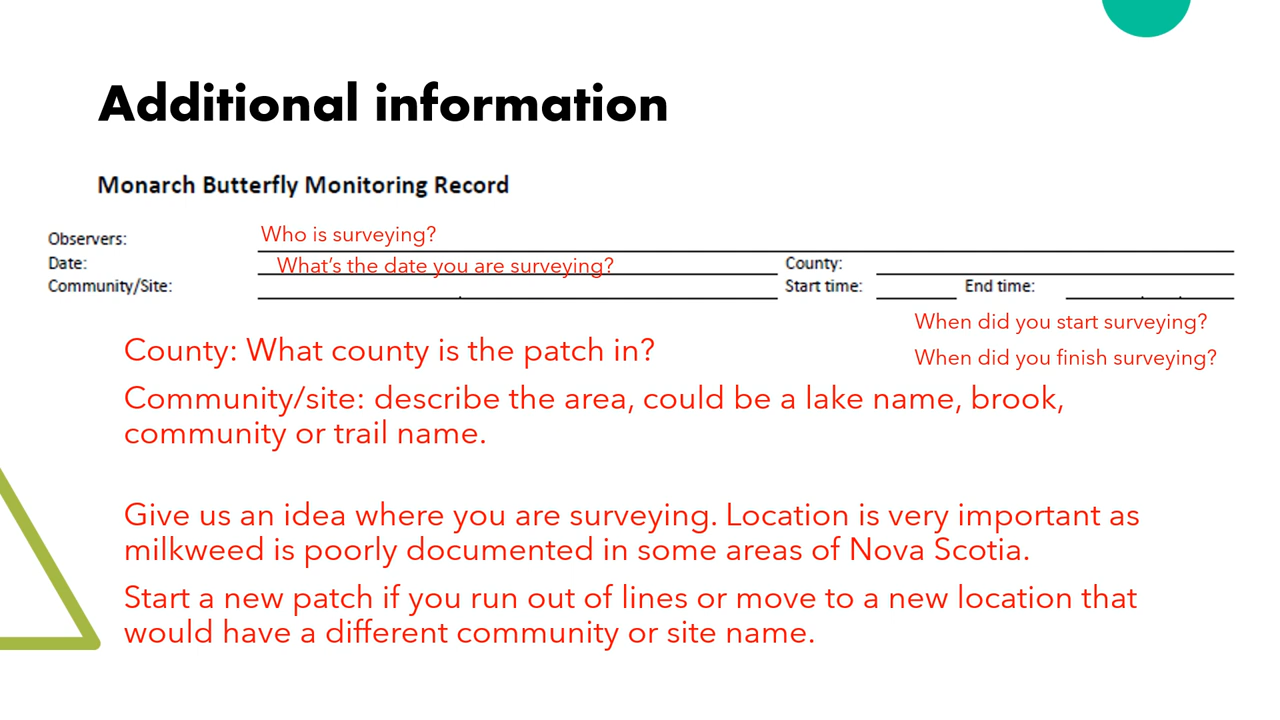 Additional information
Monarch Butterfly Monitoring Record
Observers: Who is surveying?
Date: What's the date you are surveying? County:
Community/Site: Start time: End time:
When did you start surveying?
When did you finish surveying?
County: What county is the patch in?
Community/site: describe the area, could be a lake name, brook,
community or trail name.
Give us an idea where you are surveying. Location is very important as
milkweed is poorly documented in some areas of Nova Scotia.
Start a new patch if you run out of lines or move to a new location that
would have a different community or site name.